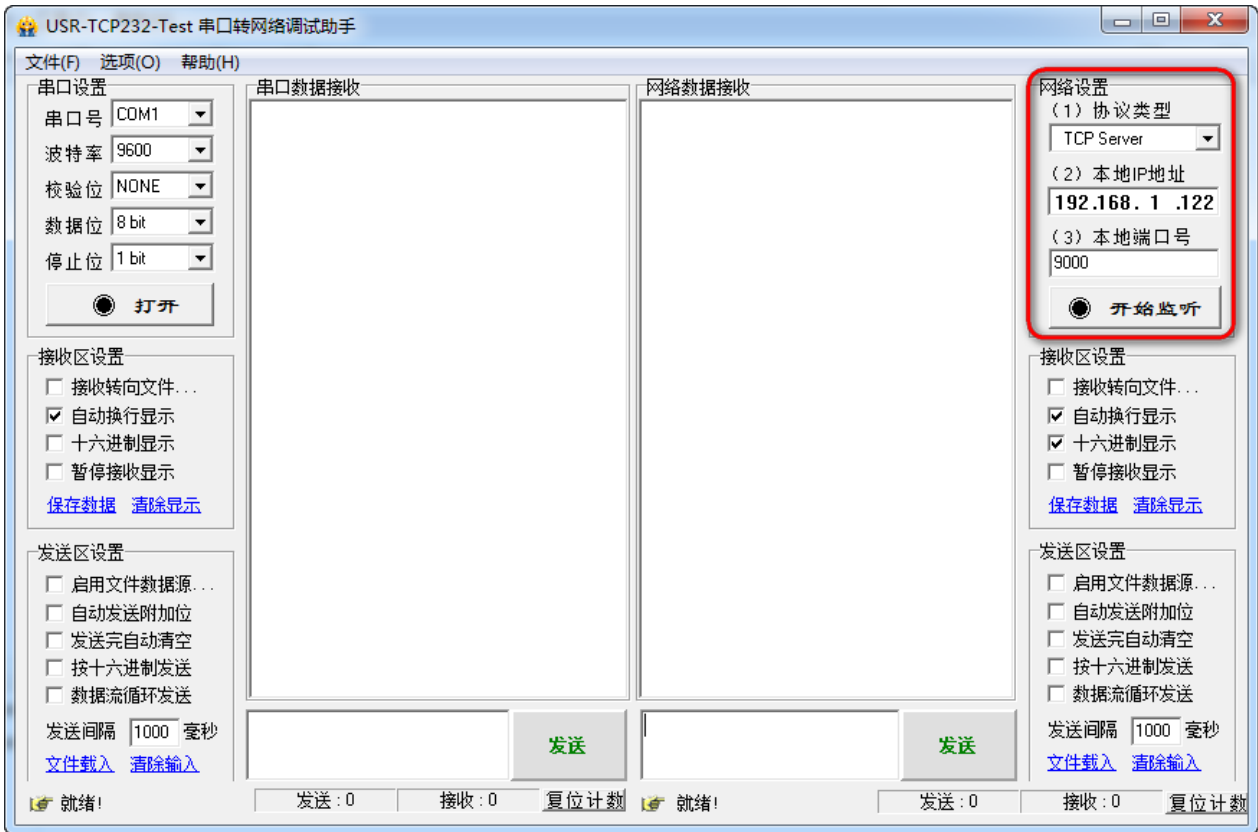 USR-TCP232-Test 串口转网络调试助手
文件(F) 选项(O) 帮助(H)
串口设置
串口号 COM1
波特率 9600
校验位 NONE
数据位 8 bit
停止位 1 bit
打开
接收区设置
接收转向文件...
自动换行显示
十六进制显示
暂停接收显示
保存数据 清除显示
发送区设置
启用文件数据源...
自动发送附加位
发送完自动清空
按十六进制发送
数据流循环发送
发送间隔 1000 毫秒
文件载入 清除输入
串口数据接收
发送
网络数据接收
发送
网络设置
(1) 协议类型
TCP Server
(2) 本地IP地址
192.168. 1 .122
(3) 本地端口号
9000
开始监听
接收区设置
接收转向文件...
自动换行显示
十六进制显示
暂停接收显示
保存数据 清除显示
发送区设置
启用文件数据源...
自动发送附加位
发送完自动清空
按十六进制发送
数据流循环发送
发送间隔 1000 毫秒
文件载入 清除输入
就绪! 发送:0 接收:0 复位计数 就绪! 发送:0 接收:0 复位计数